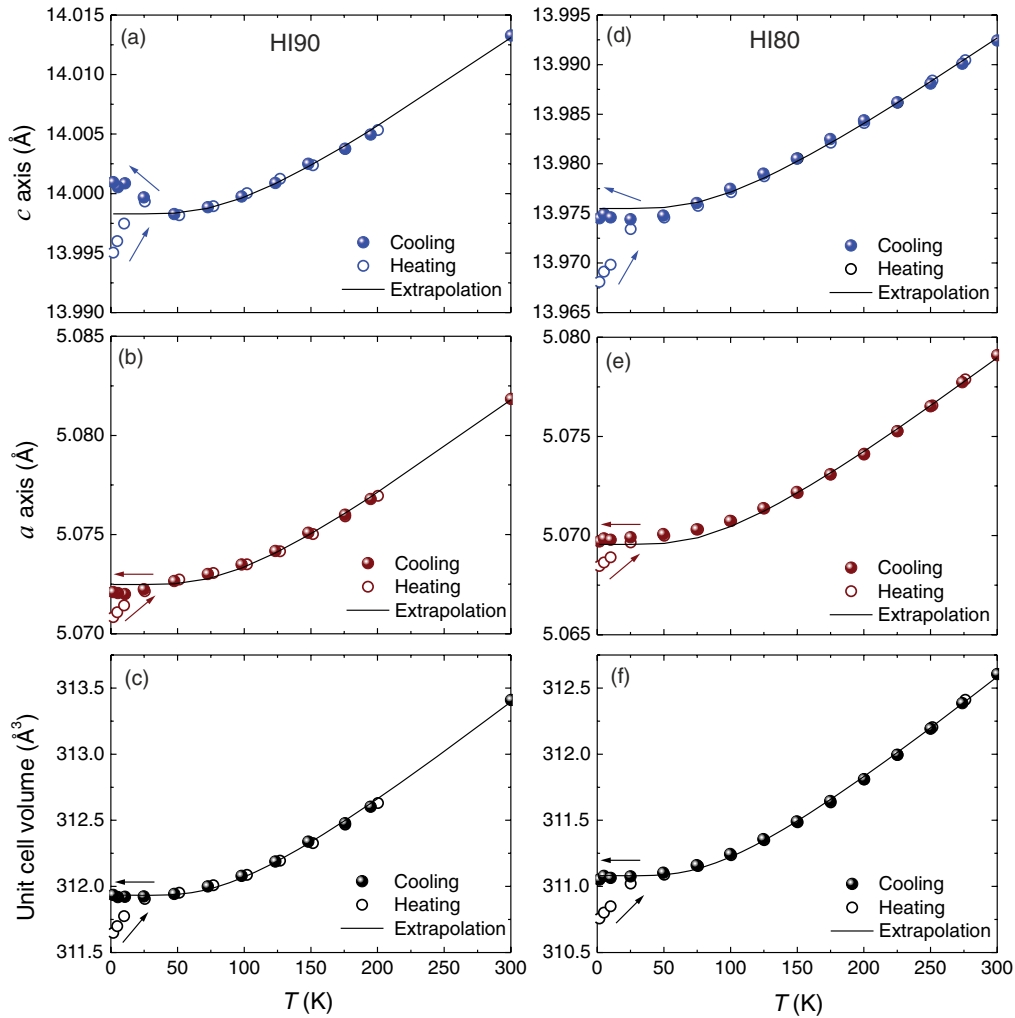 (a)
HI90
c axis (Å)
14.015
14.010
14.005
14.000
13.995
13.990
Cooling
Heating
Extrapolation
(d)
HI80
13.995
13.990
13.985
13.980
13.975
13.970
13.965
Cooling
Heating
Extrapolation
(b)
a axis (Å)
5.085
5.080
5.075
5.070
Cooling
Heating
Extrapolation
(e)
5.080
5.075
5.070
5.065
Cooling
Heating
Extrapolation
(c)
Unit cell volume (Å³)
313.5
313.0
312.5
312.0
311.5
Cooling
Heating
Extrapolation
0 50 100 150 200 250 300
T (K)
(f)
312.5
312.0
311.5
311.0
310.5
Cooling
Heating
Extrapolation
0 50 100 150 200 250 300
T (K)